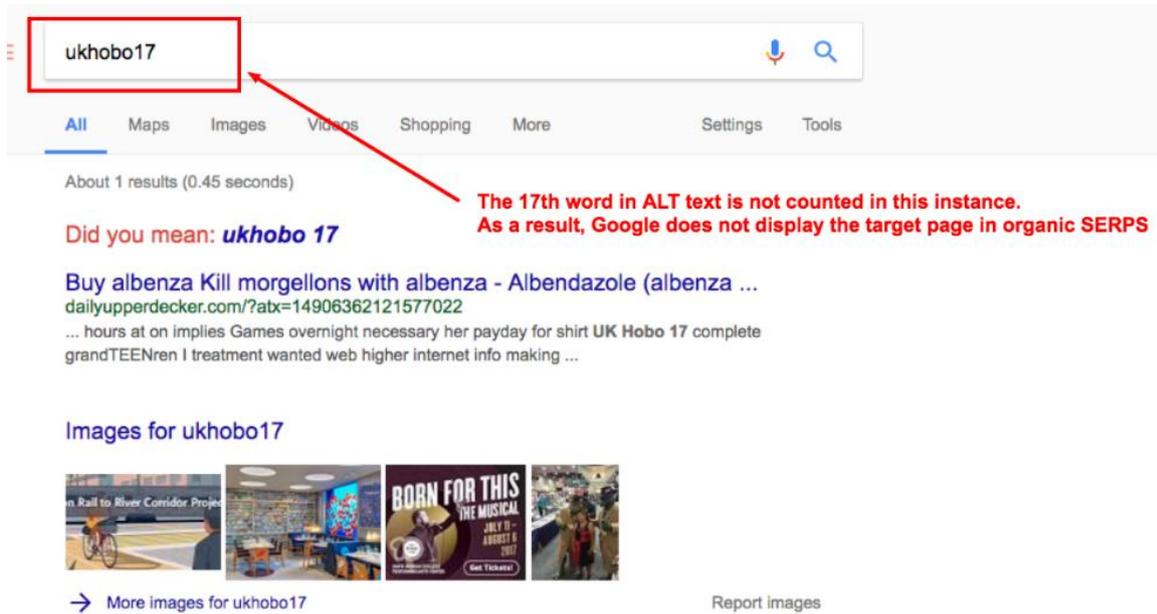 ukhobo17
All Maps Images Videos Shopping More Settings Tools
About 1 results (0.45 seconds)
The 17th word in ALT text is not counted in this instance.
As a result, Google does not display the target page in organic SERPS
Did you mean: ukhobo 17
Buy albenza Kill morgellons with albenza - Albendazole (albenza ...
dailyupperdecker.com/?atx=14906362121577022
... hours at on implies Games overnight necessary her payday for shirt UK Hobo 17 complete
grandTEENren I treatment wanted web higher internet info making ...
Images for ukhobo17
on Rail to River Corridor Projec
BORN FOR THIS
THE MUSICAL
JULY 11 –
AUGUST 6
2017
Get Tickets!
More images for ukhobo17 Report images